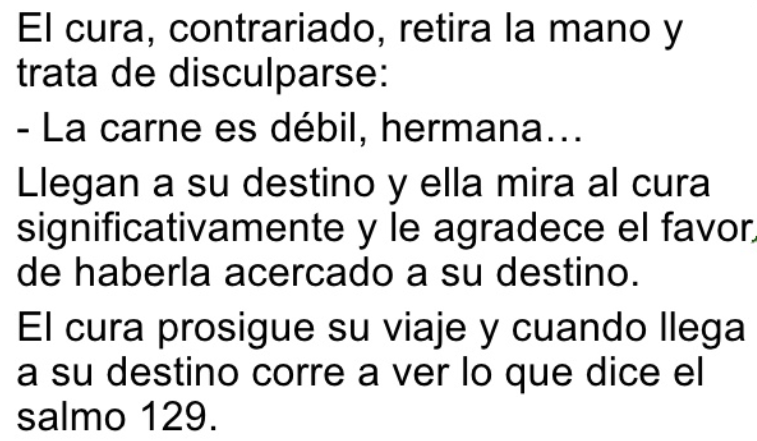 El cura, contrariado, retira la mano y
trata de disculparse:
- La carne es débil, hermana…
Llegan a su destino y ella mira al cura
significativamente y le agradece el favor,
de haberla acercado a su destino.
El cura prosigue su viaje y cuando llega
a su destino corre a ver lo que dice el
salmo 129.